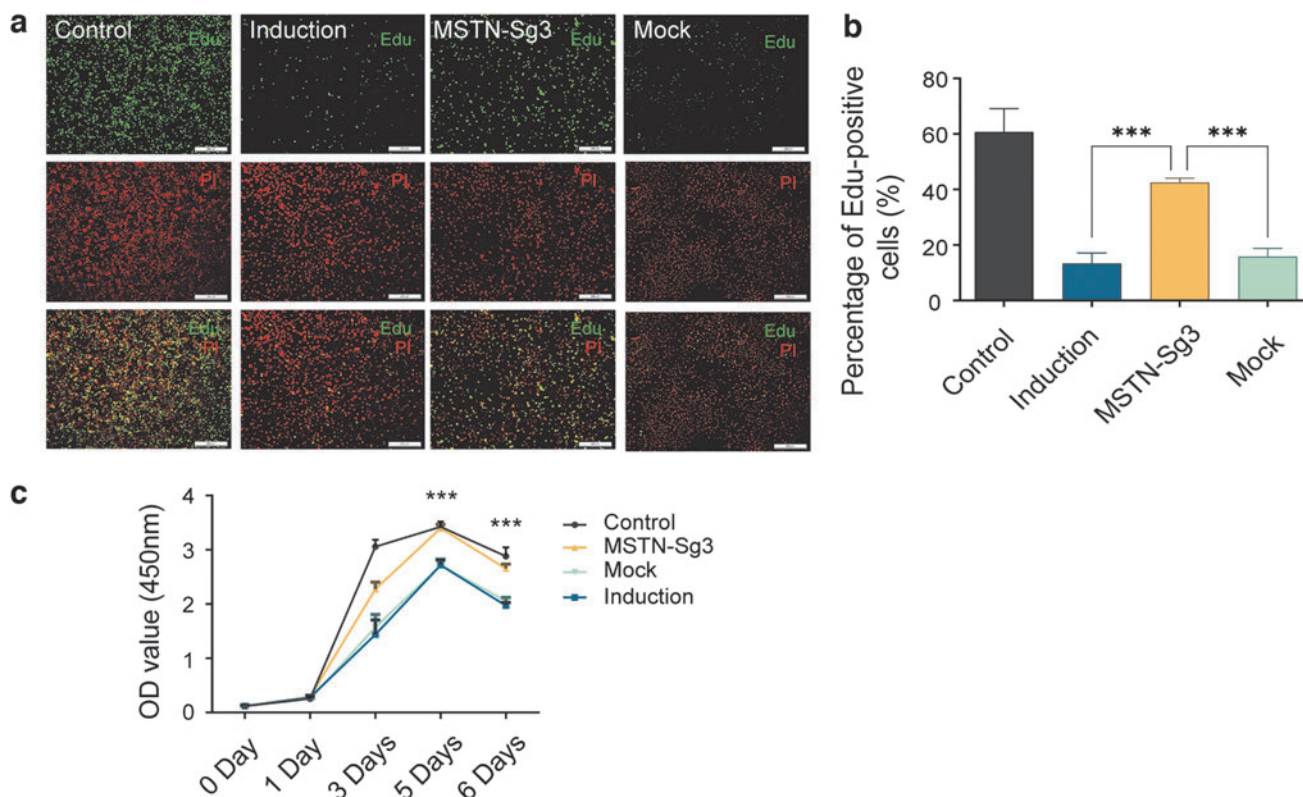 a
Control Induction MSTN-Sg3 Mock
Edu Edu Edu Edu
PI PI PI PI
Edu Edu Edu Edu
PI PI PI PI
b
Percentage of Edu-positive
cells (%)
80
60
40
20
0
*** ***
Control Induction MSTN-Sg3 Mock
c
OD value (450nm)
4
3
2
1
0
*** ***
0 Day 1 Day 3 Days 5 Days 6 Days
Control
MSTN-Sg3
Mock
Induction